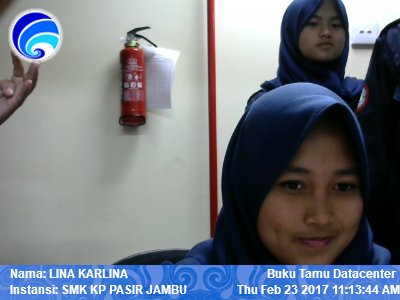 Nama: LINA KARLINA
Buku Tamu Datacenter
Instansi: SMK KP PASIR JAMBU
Thu Feb 23 2017 11:13:44 AM